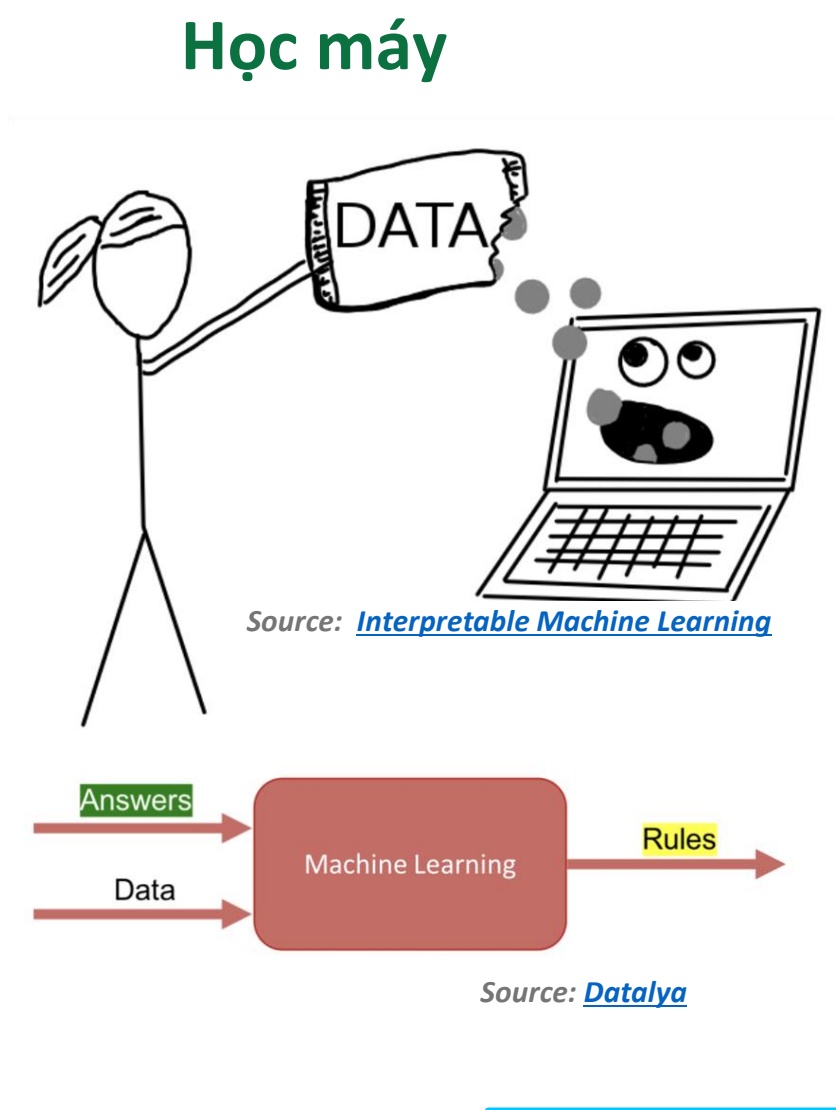 Học máy
DATA
Source: Interpretable Machine Learning
Answers
Data
Machine Learning
Rules
Source: Datalya